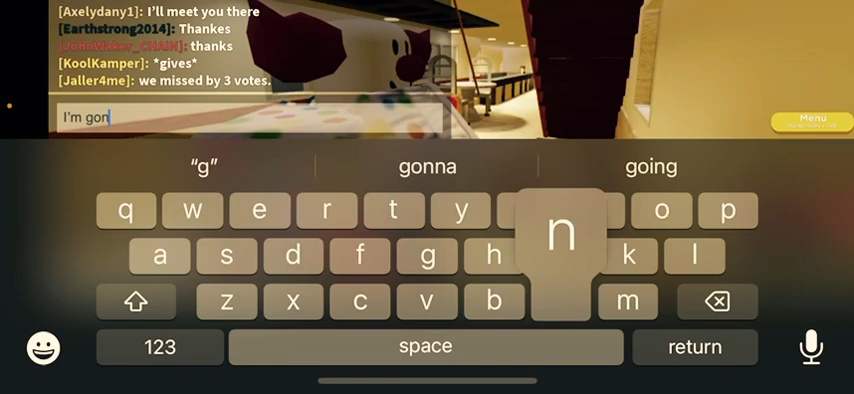 [Axelydany1]: I'll meet you there
[Earthstrong2014]: Thankes
[JohnWaker_CHAIN]: thanks
[KoolKamper]: *gives*
[Jaller4me]: we missed by 3 votes.
I'm gon
Menu
“g” gonna going
q w e r t y o p
a s d f g h k l
z x c v b n m
123 space return